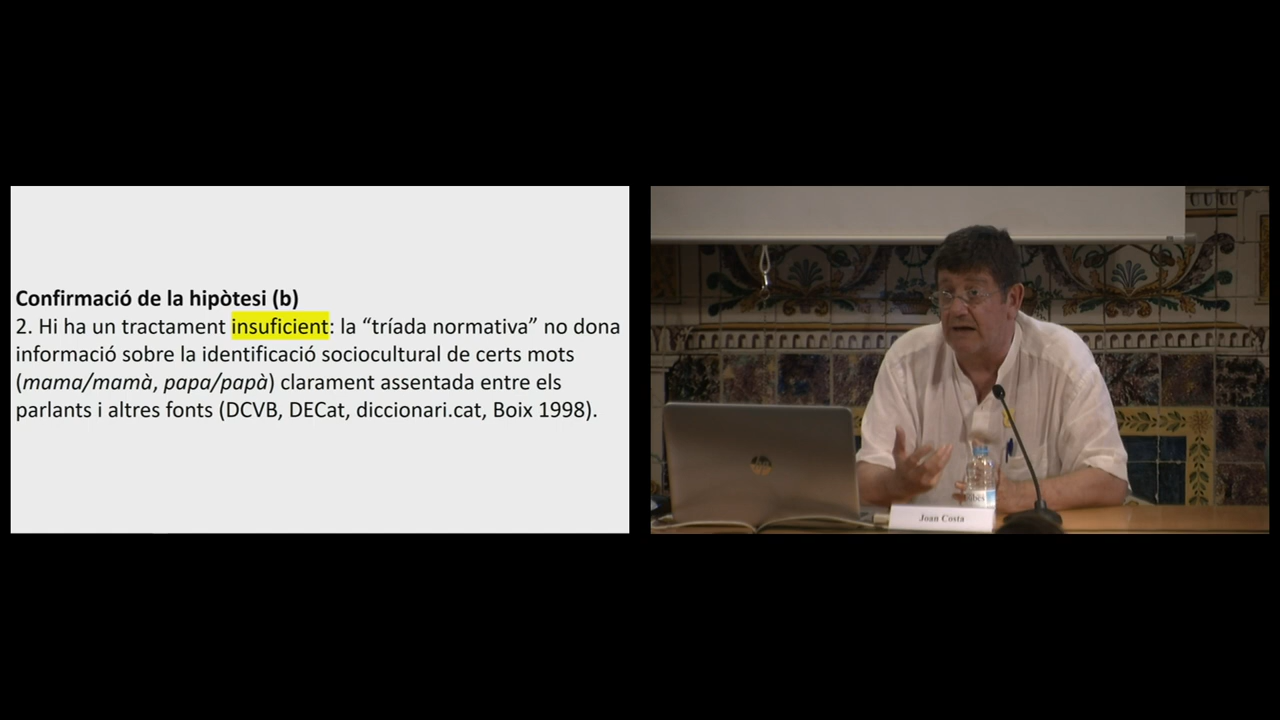 Confirmació de la hipòtesi (b)
2. Hi ha un tractament insuficient: la “tríada normativa” no dona
informació sobre la identificació sociocultural de certs mots
(mama/mamà, papa/papà) clarament assentada entre els
parlants i altres fonts (DCVB, DECat, diccionari.cat, Boix 1998).
Joan Costa